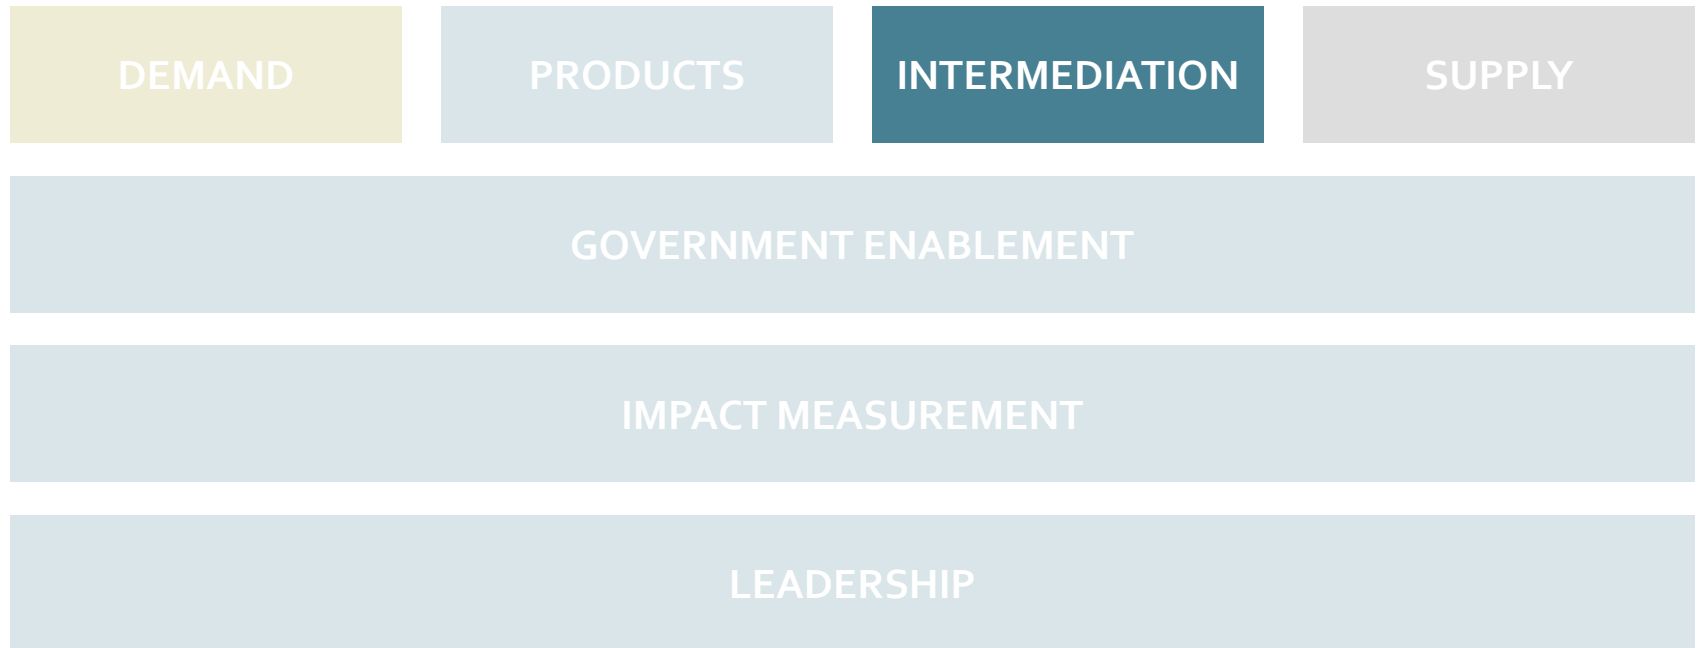 DEMAND
PRODUCTS
INTERMEDIATION
SUPPLY
GOVERNMENT ENABLEMENT
IMPACT MEASUREMENT
LEADERSHIP